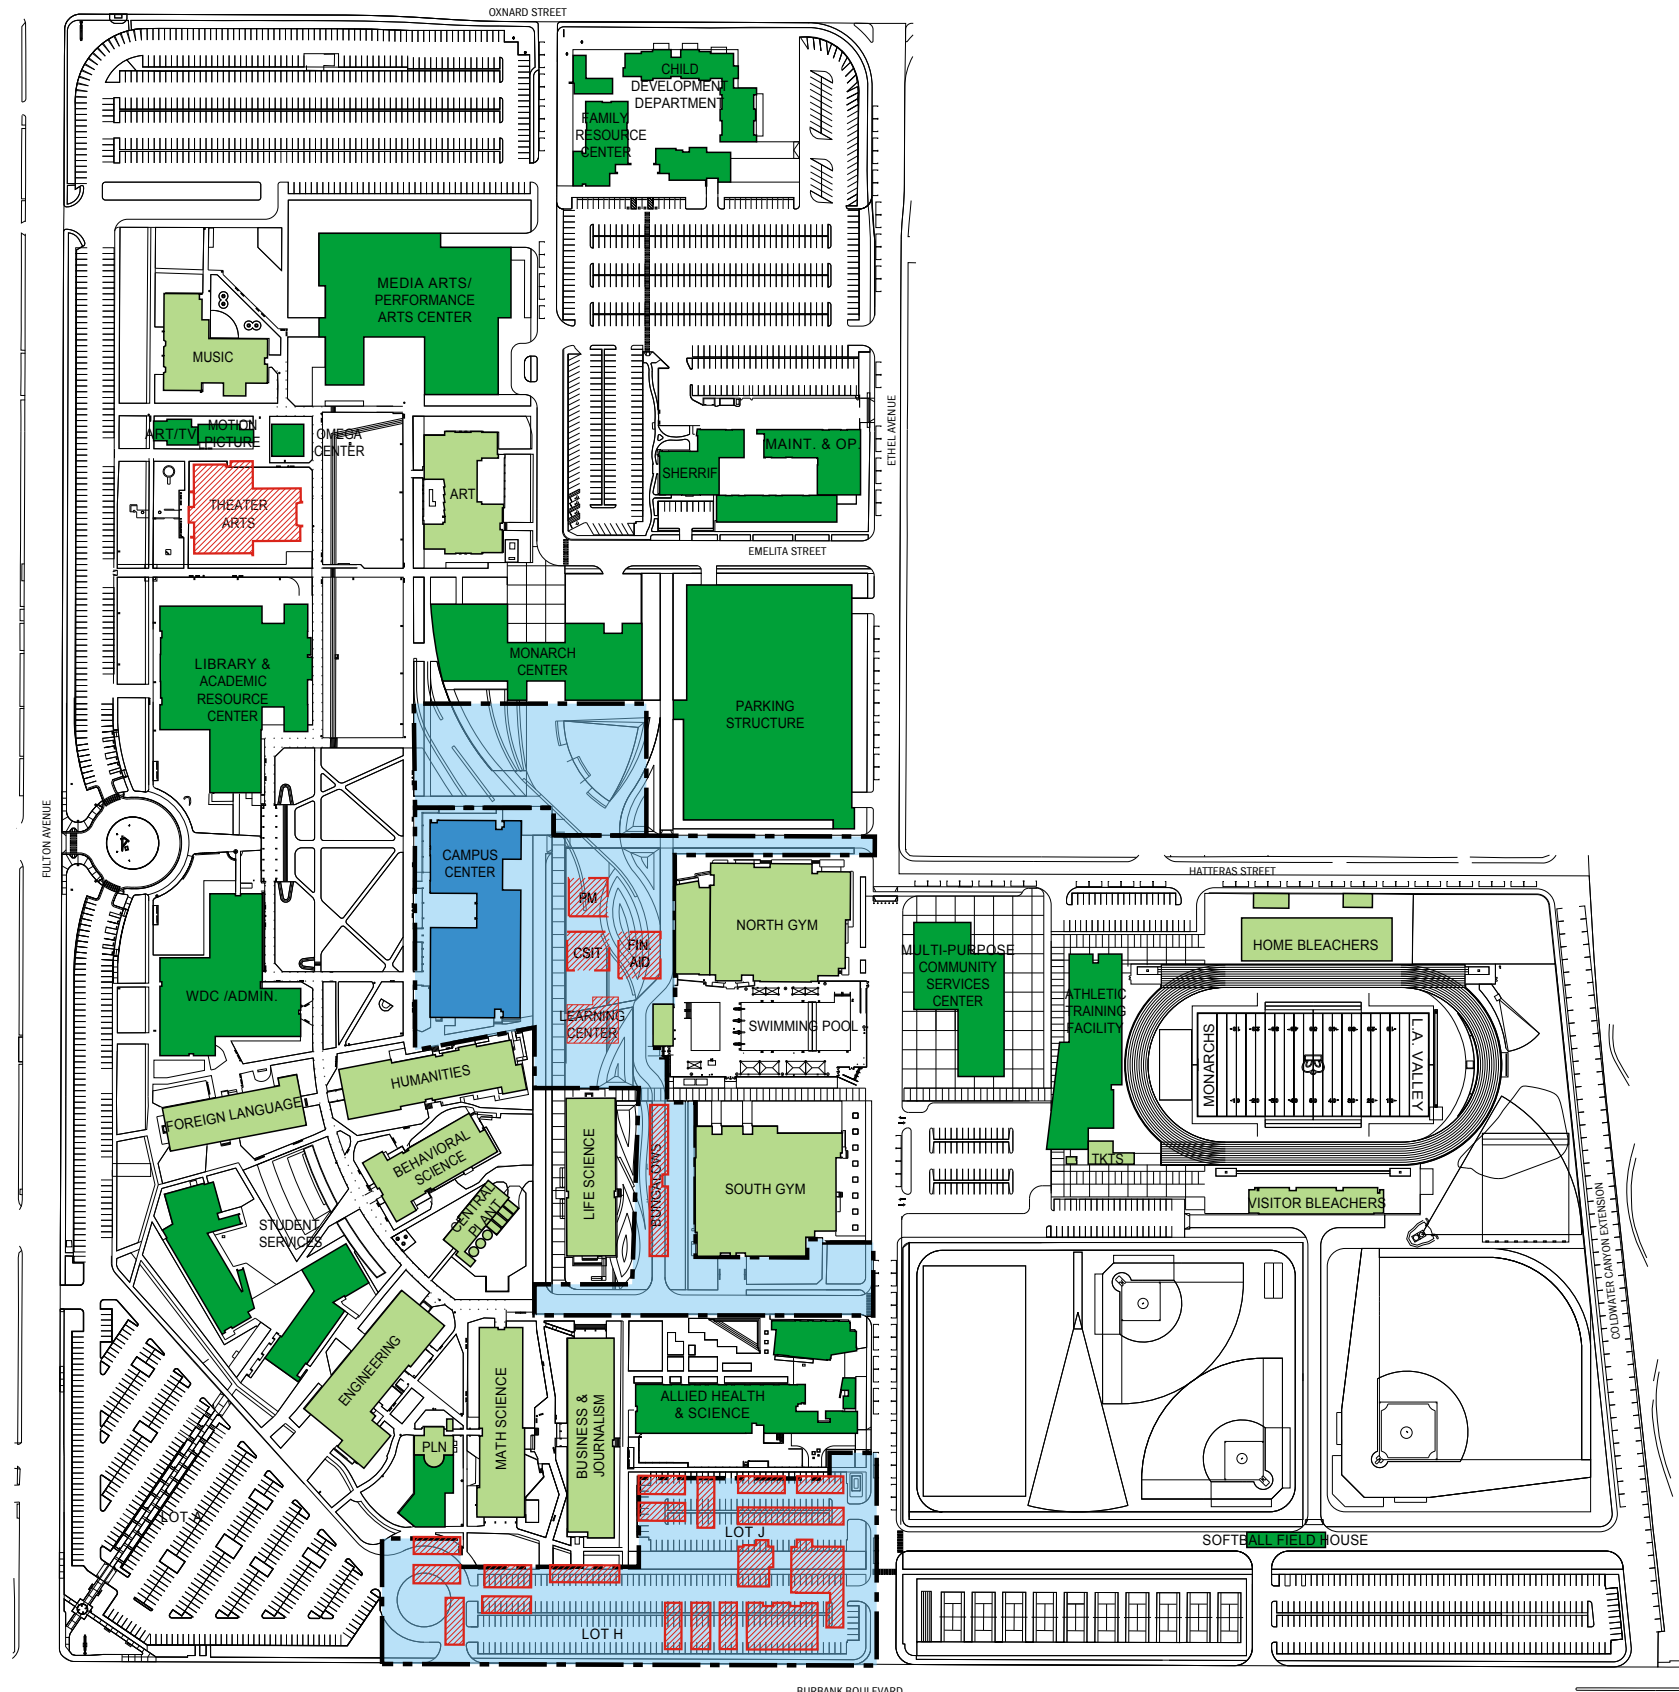 OXNARD STREET
CHILD
DEVELOPMENT
DEPARTMENT
FAMILY
RESOURCE
CENTER
MEDIA ARTS/
PERFORMANCE
ARTS CENTER
MUSIC
ART/TV
MOTION
PICTURE
OMEGA
CENTER
THEATER
ARTS
ART
SHERRIF
MAINT. & OP.
ETHEL AVENUE
EMELITA STREET
LIBRARY &
ACADEMIC
RESOURCE
CENTER
MONARCH
CENTER
PARKING
STRUCTURE
FULTON AVENUE
CAMPUS
CENTER
PM
CSIT
FIN.
AID
LEARNING
CENTER
NORTH GYM
SWIMMING POOL
HATTERAS STREET
MULTI-PURPOSE
COMMUNITY
SERVICES
CENTER
ATHLETIC
TRAINING
FACILITY
HOME BLEACHERS
MONARCHS
L.A. VALLEY
TKTS
VISITOR BLEACHERS
COLDWATER CANYON EXTENSION
WDC /ADMIN.
HUMANITIES
FOREIGN LANGUAGE
BEHAVIORAL
SCIENCE
CENTRAL
PLANT
LIFE SCIENCE
BUNGALOWS
SOUTH GYM
STUDENT
SERVICES
ENGINEERING
MATH SCIENCE
BUSINESS &
JOURNALISM
ALLIED HEALTH
& SCIENCE
PLN
LOT A
LOT J
LOT H
SOFTBALL FIELD HOUSE
BURBANK BOULEVARD